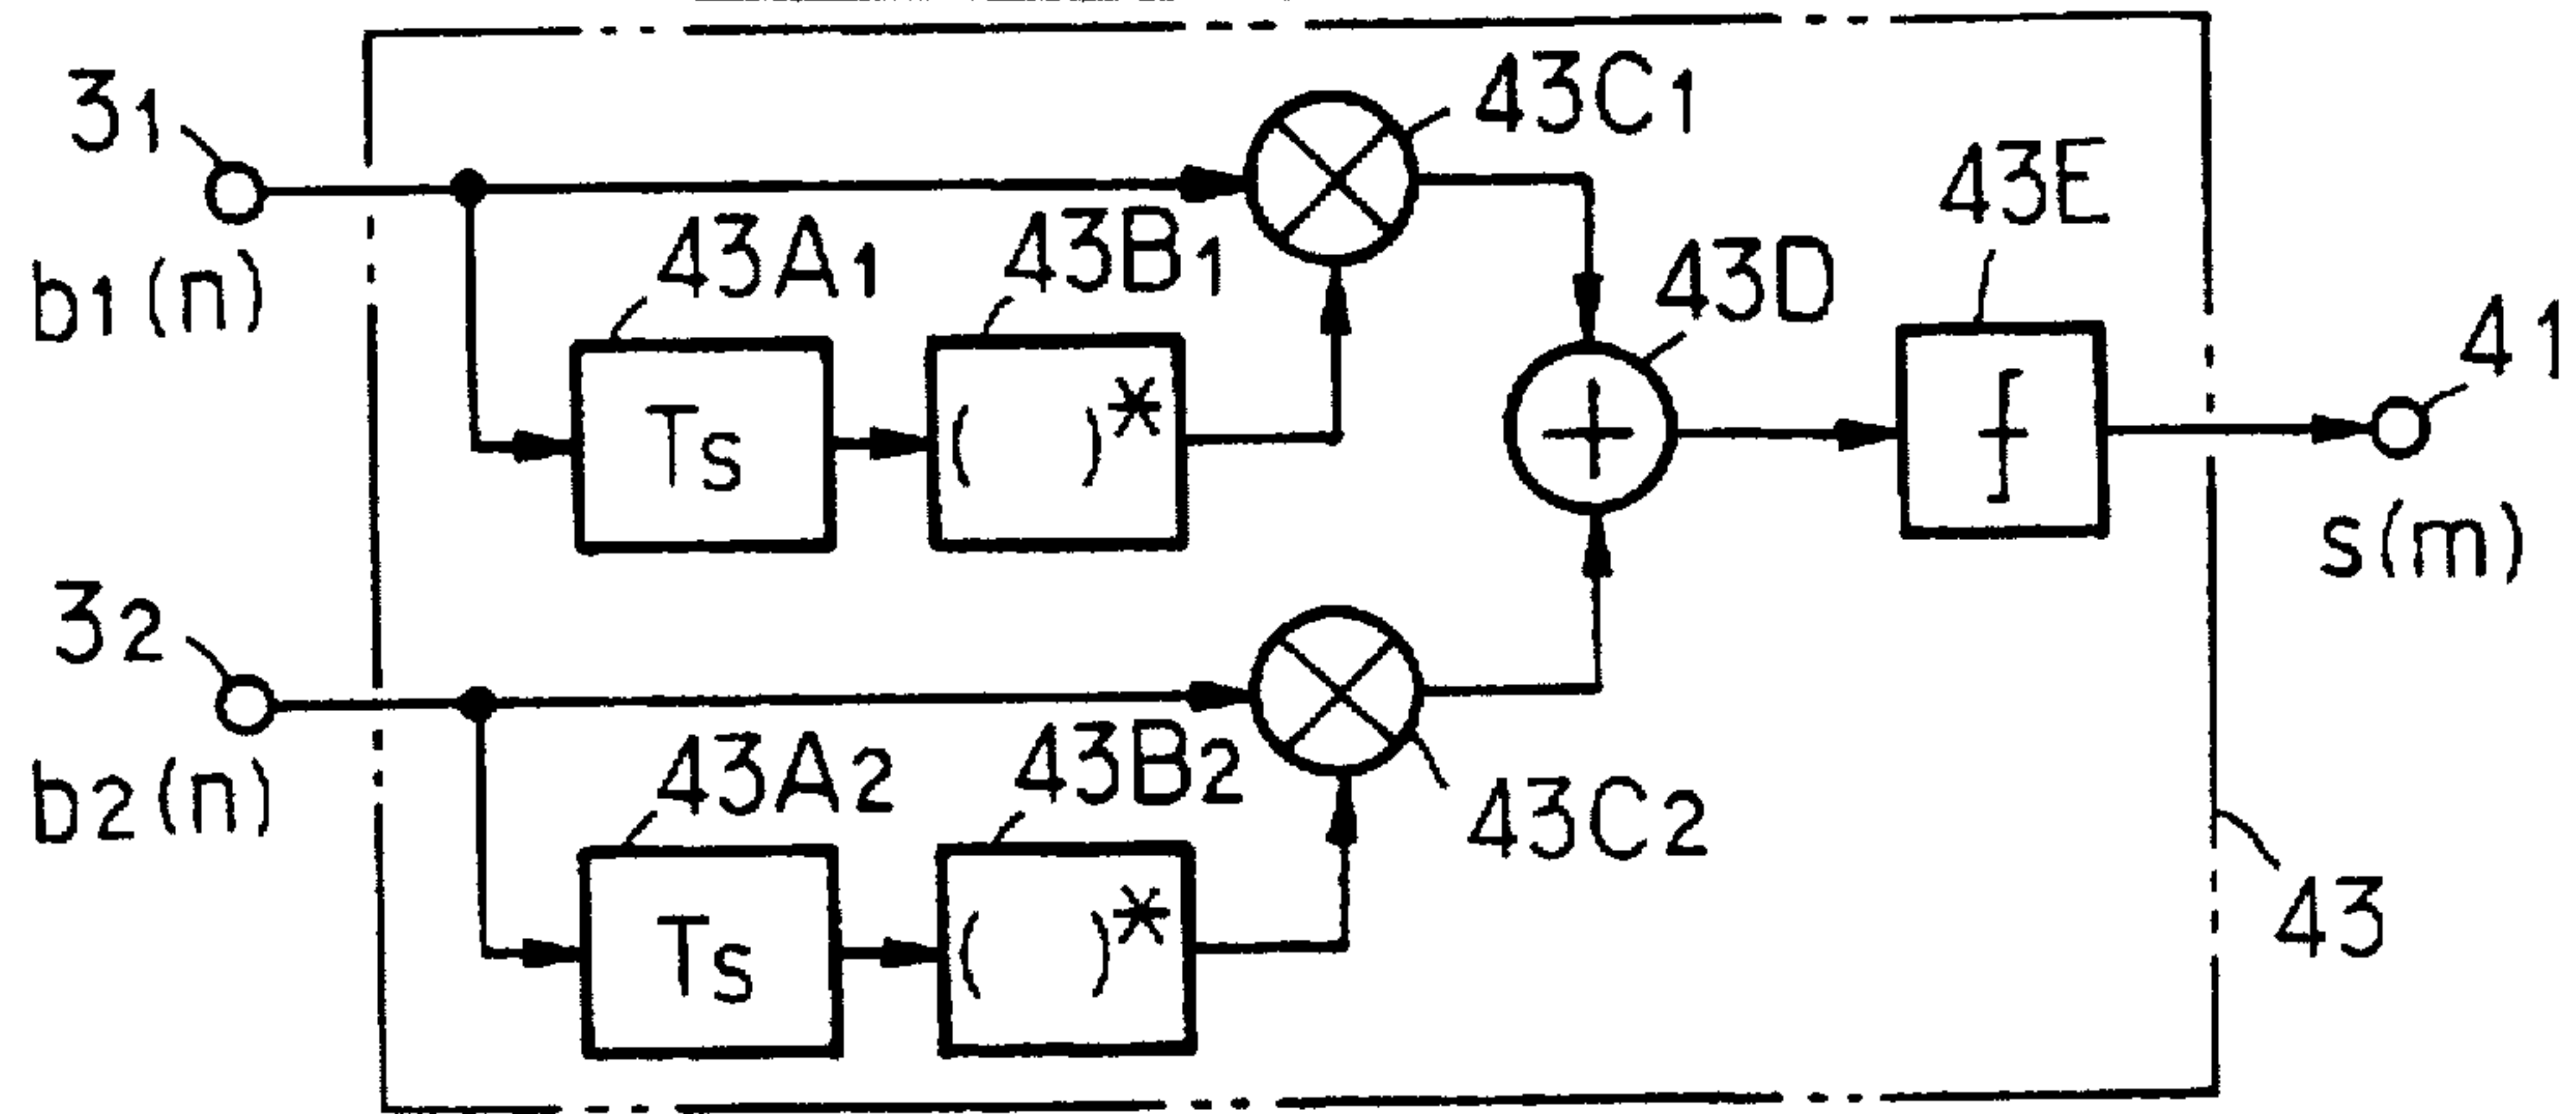 31
43C1
43E
43A1
43B1
43D
b1(n)
41
Ts
( )*
s(m)
32
43A2
43B2
b2(n)
43C2
43
Ts
( )*